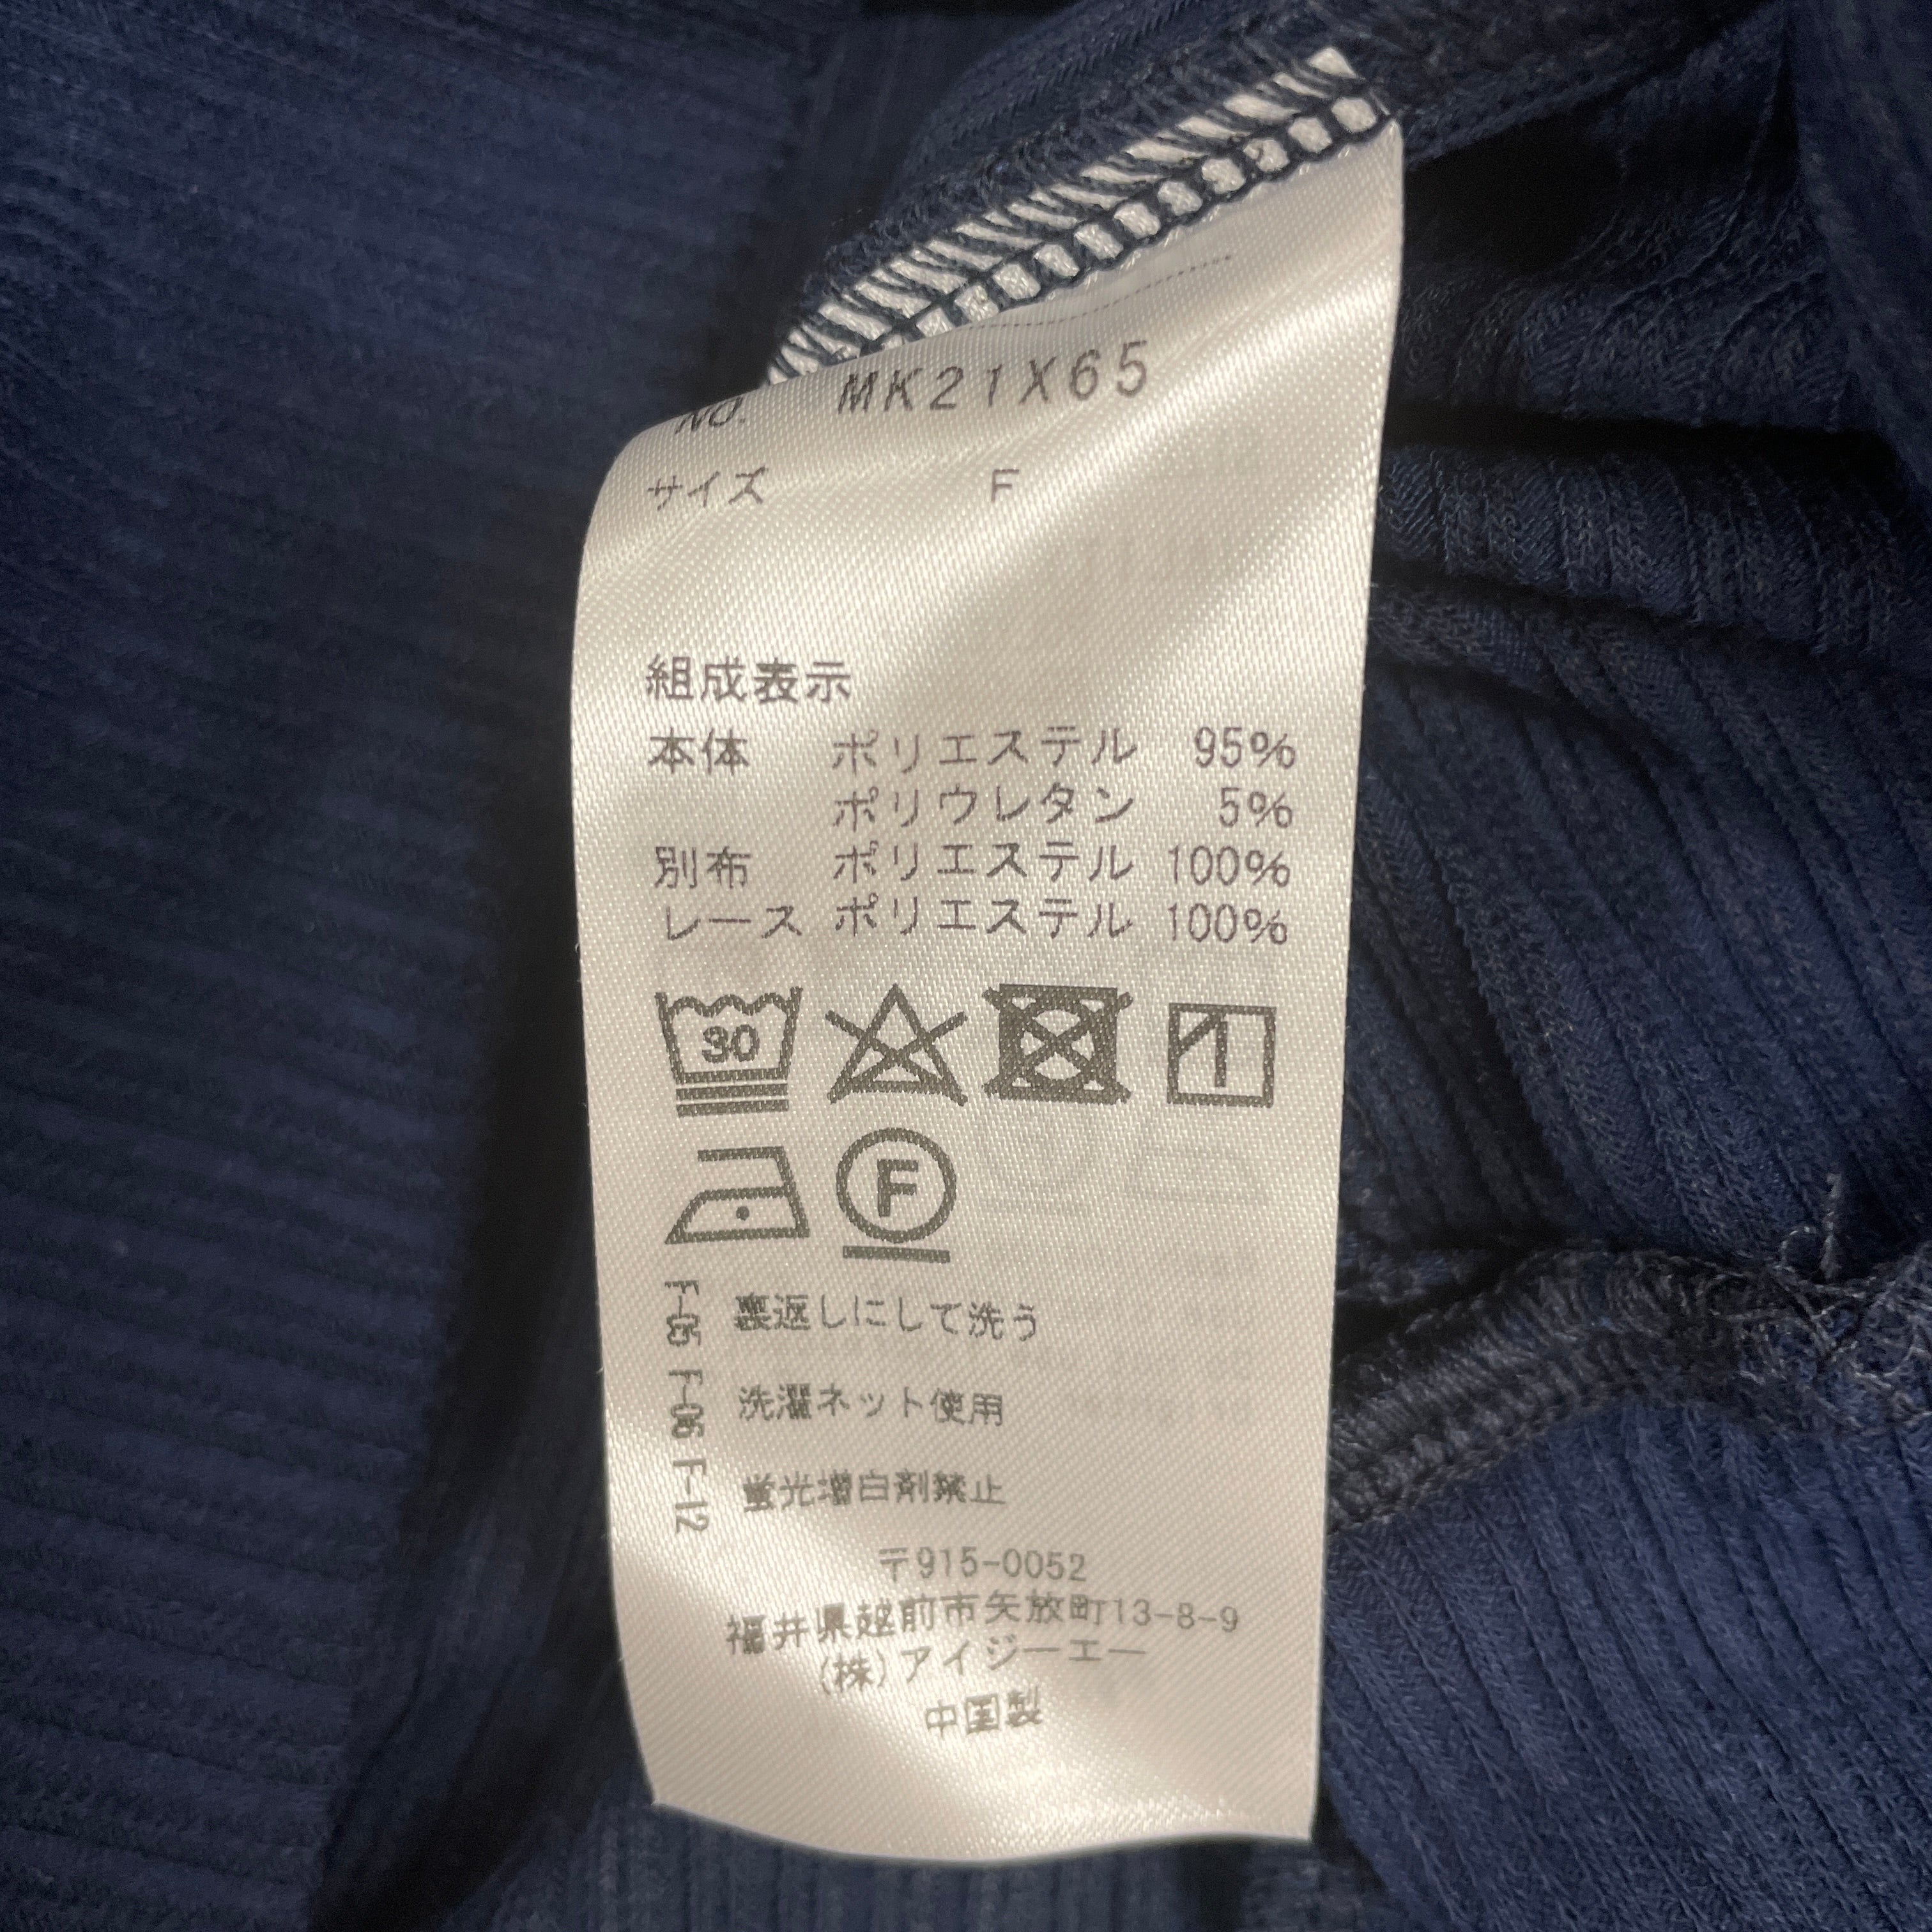 NO. MK21X65
サイズ F
組成表示
本体 ポリエステル 95%
ポリウレタン 5%
別布 ポリエステル 100%
レース ポリエステル 100%
30
F
F-05 F-06 F-12
裏返しにして洗う
洗濯ネット使用
蛍光増白剤禁止
〒915-0052
福井県越前市矢放町13-8-9
(株)アイジーエー
中国製